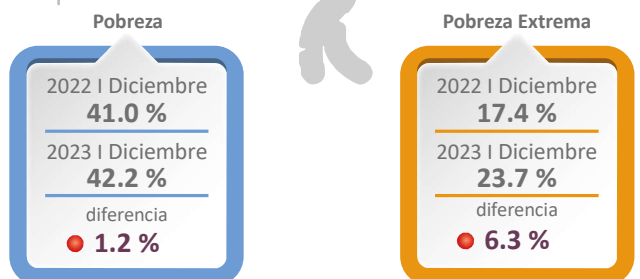 Pobreza
2022 I Diciembre
41.0 %
2023 I Diciembre
42.2 %
diferencia
1.2 %
Pobreza Extrema
2022 I Diciembre
17.4 %
2023 I Diciembre
23.7 %
diferencia
6.3 %